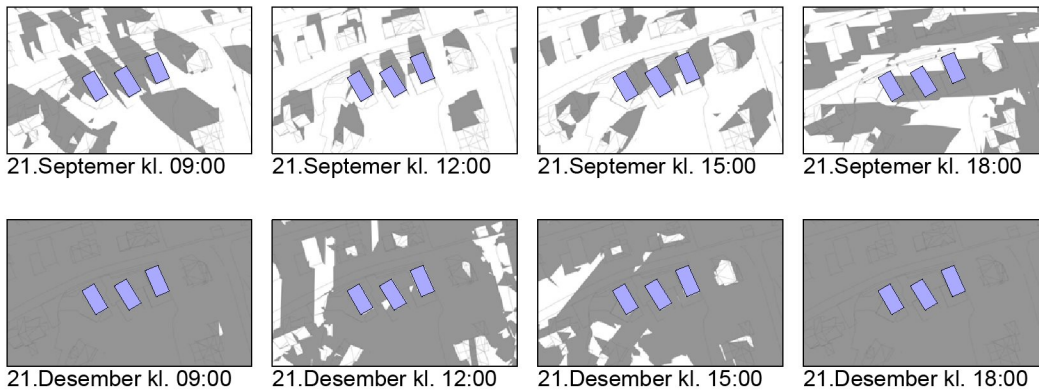 21.Septemer kl. 09:00
21.Septemer kl. 12:00
21.Septemer kl. 15:00
21.Septemer kl. 18:00
21.Desember kl. 09:00
21.Desember kl. 12:00
21.Desember kl. 15:00
21.Desember kl. 18:00